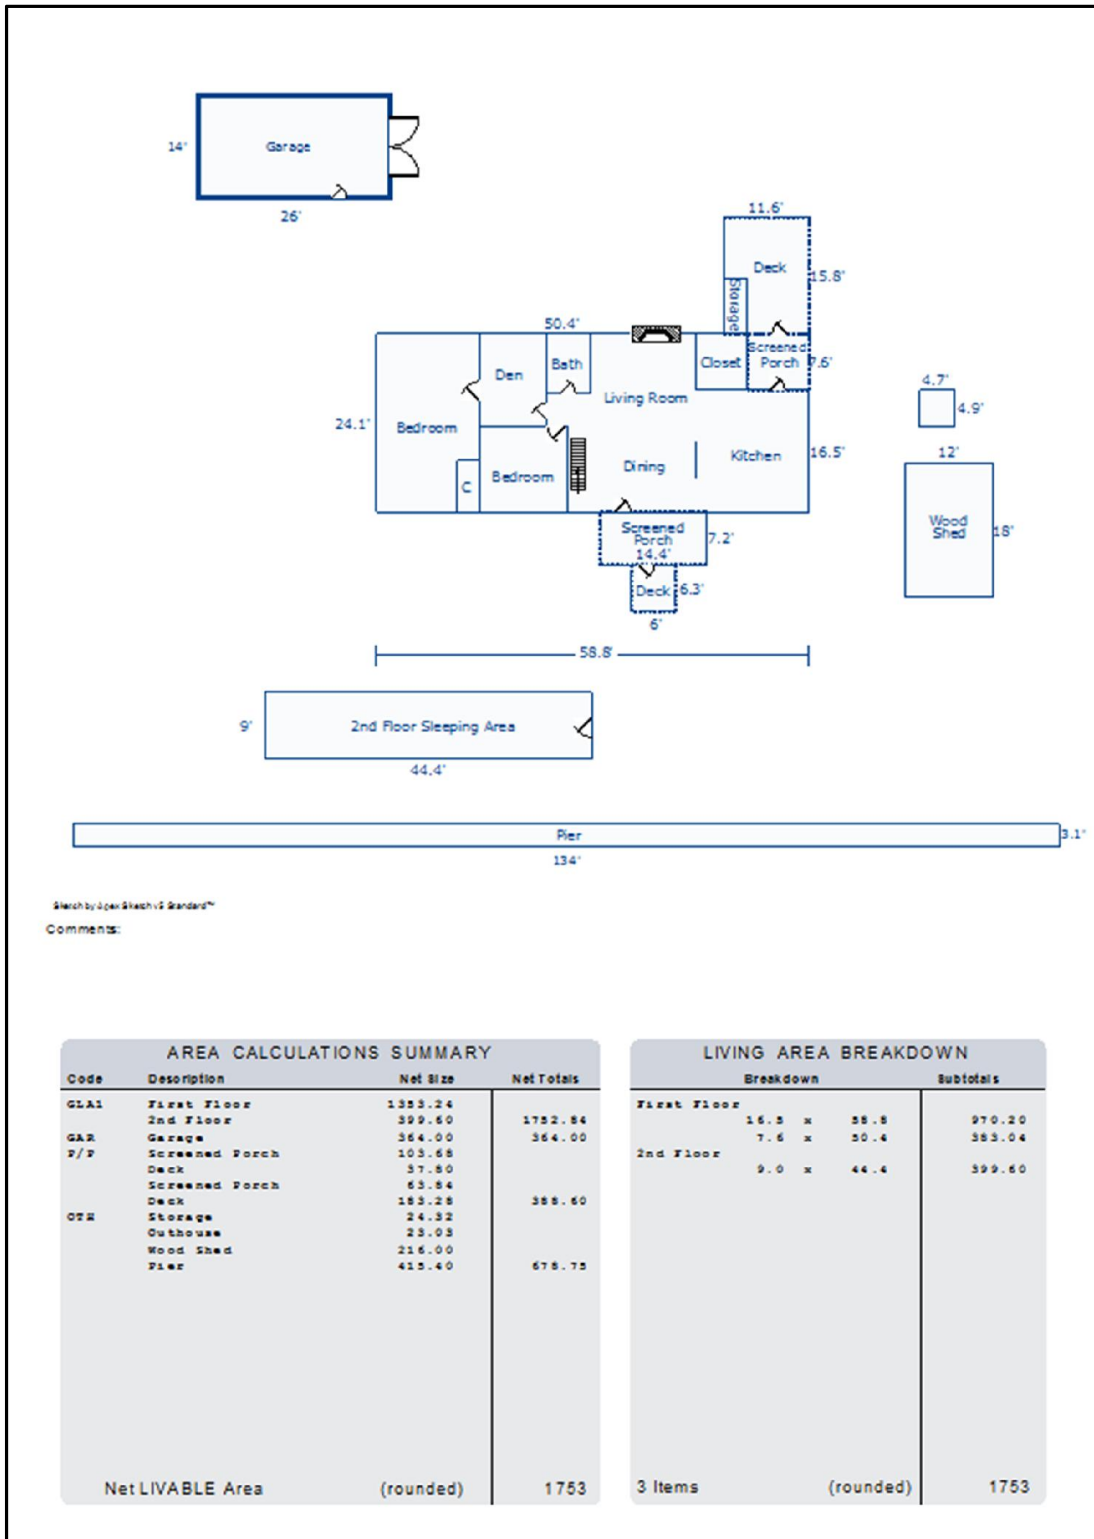 14'
Garage
26'
11.6'
Deck
15.8'
Storage
50.4'
Bath
Closet
Screened
Porch
7.6'
Den
Living Room
4.7'
4.9'
24.1'
Bedroom
Kitchen
16.5'
12'
Dining
Bedroom
C
Wood
Shed
18'
Screened
Porch
7.2'
14.4'
Deck
6.3'
6'
58.8'
9'
2nd Floor Sleeping Area
44.4'
Pier
3.1'
134'
Sketch by Apex Sketch v5 Standard™
Comments:
AREA CALCULATIONS SUMMARY
Code Description Net Size Net Totals
GLA1 First Floor 1353.24
2nd Floor 399.60 1752.84
GAR Garage 364.00 364.00
P/P Screened Porch 103.68
Deck 37.80
Screened Porch 63.84
Deck 183.28 388.60
OTH Storage 24.32
Outhouse 23.03
Wood Shed 216.00
Pier 415.40 678.75
Net LIVABLE Area (rounded) 1753
LIVING AREA BREAKDOWN
Breakdown Subtotals
First Floor
16.5 x 58.8 970.20
7.6 x 50.4 383.04
2nd Floor
9.0 x 44.4 399.60
3 Items (rounded) 1753